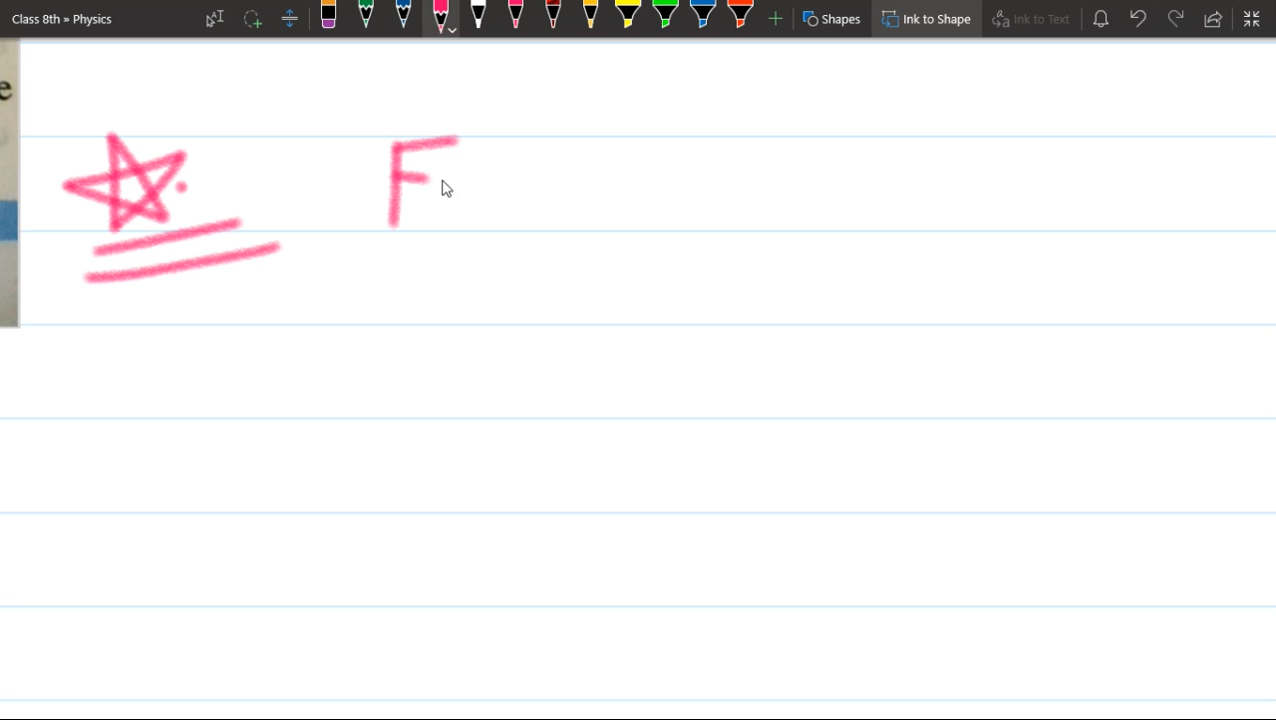 Class 8th » Physics
Shapes
Ink to Shape
Ink to Text
e
F